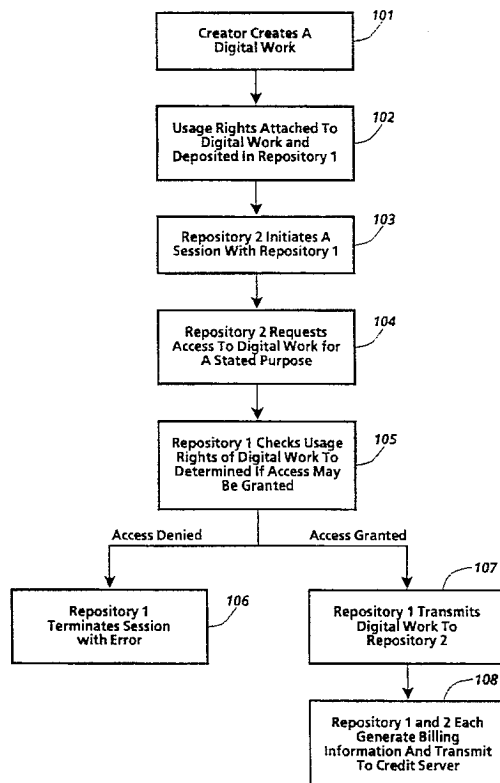 101
Creator Creates A
Digital Work
102
Usage Rights Attached To
Digital Work and
Deposited In Repository 1
103
Repository 2 Initiates A
Session With Repository 1
104
Repository 2 Requests
Access To Digital Work for
A Stated Purpose
105
Repository 1 Checks Usage
Rights of Digital Work To
Determined If Access May
Be Granted
Access Denied
Access Granted
106
Repository 1
Terminates Session
with Error
107
Repository 1 Transmits
Digital Work To
Repository 2
108
Repository 1 and 2 Each
Generate Billing
Information And Transmit
To Credit Server